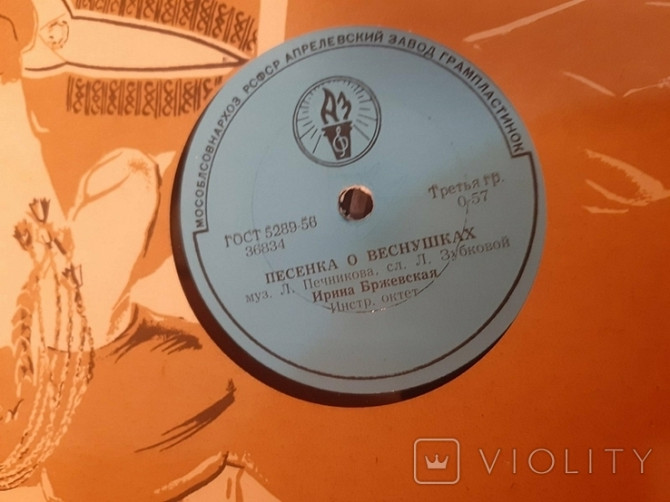 МОСОБЛСОВНАРХОЗ РСФСР АПРЕЛЕВСКИЙ ЗАВОД ГРАМПЛАСТИНОК
АЗ
ГОСТ 5289-56
36834
Третья гр.
0-57
ПЕСЕНКА О ВЕСНУШКАХ
муз. Л. Печникова, сл. Л. Зубковой
Ирина Бржевская
Инстр. октет
VIOLITY